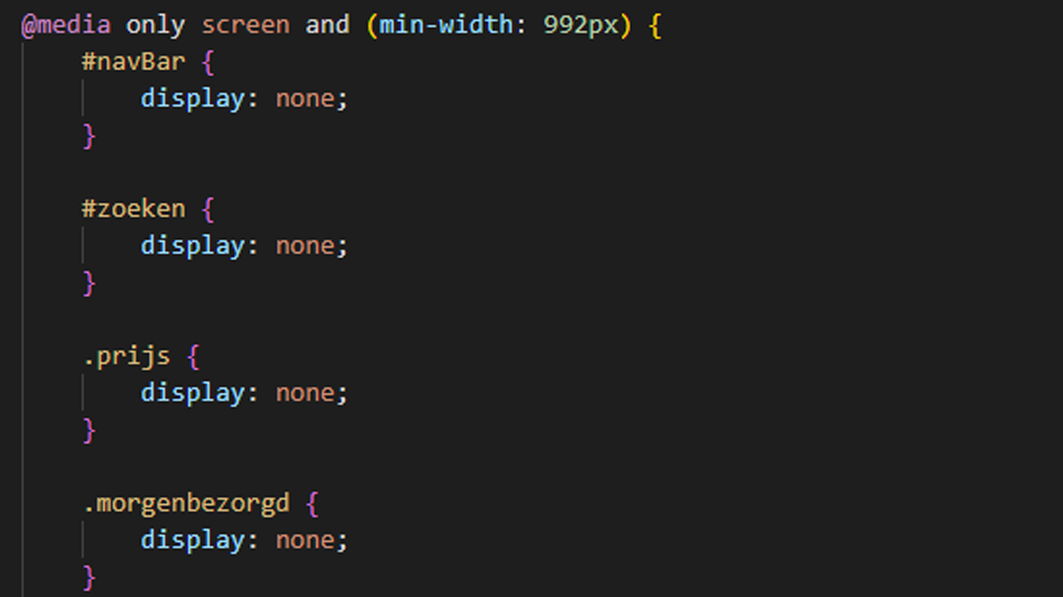 @media only screen and (min-width: 992px) {
#navBar {
display: none;
}
#zoeken {
display: none;
}
.prijs {
display: none;
}
.morgenbezorgd {
display: none;
}